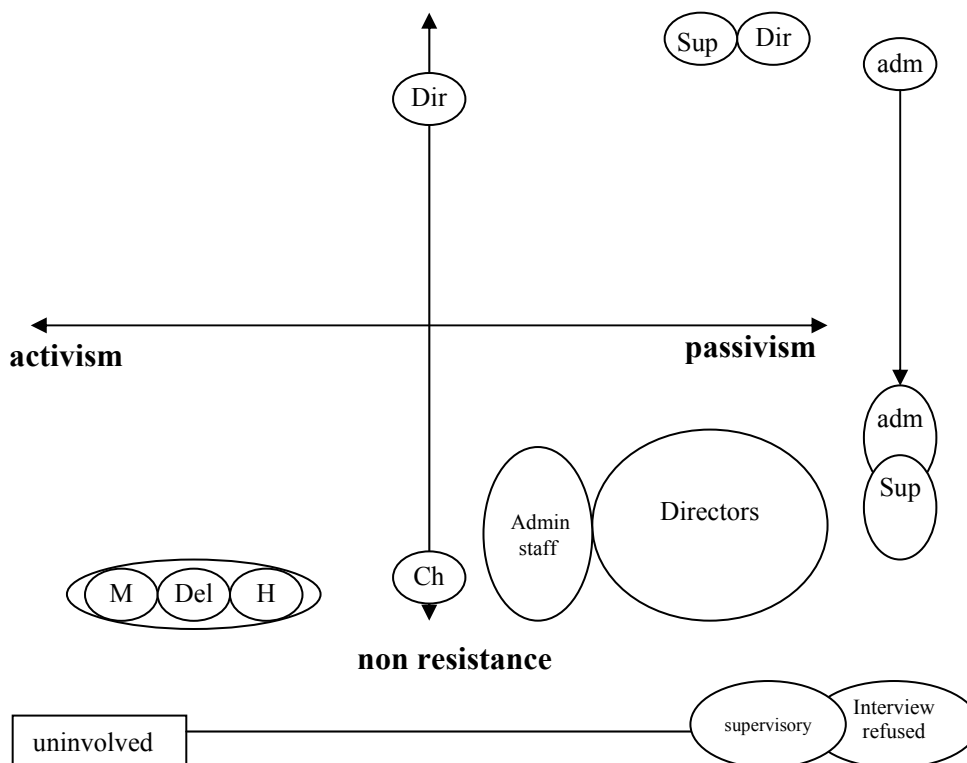 Sup
Dir
adm
Dir
activism
passivism
adm
Sup
Admin
staff
Directors
M
Del
H
Ch
non resistance
uninvolved
supervisory
Interview
refused